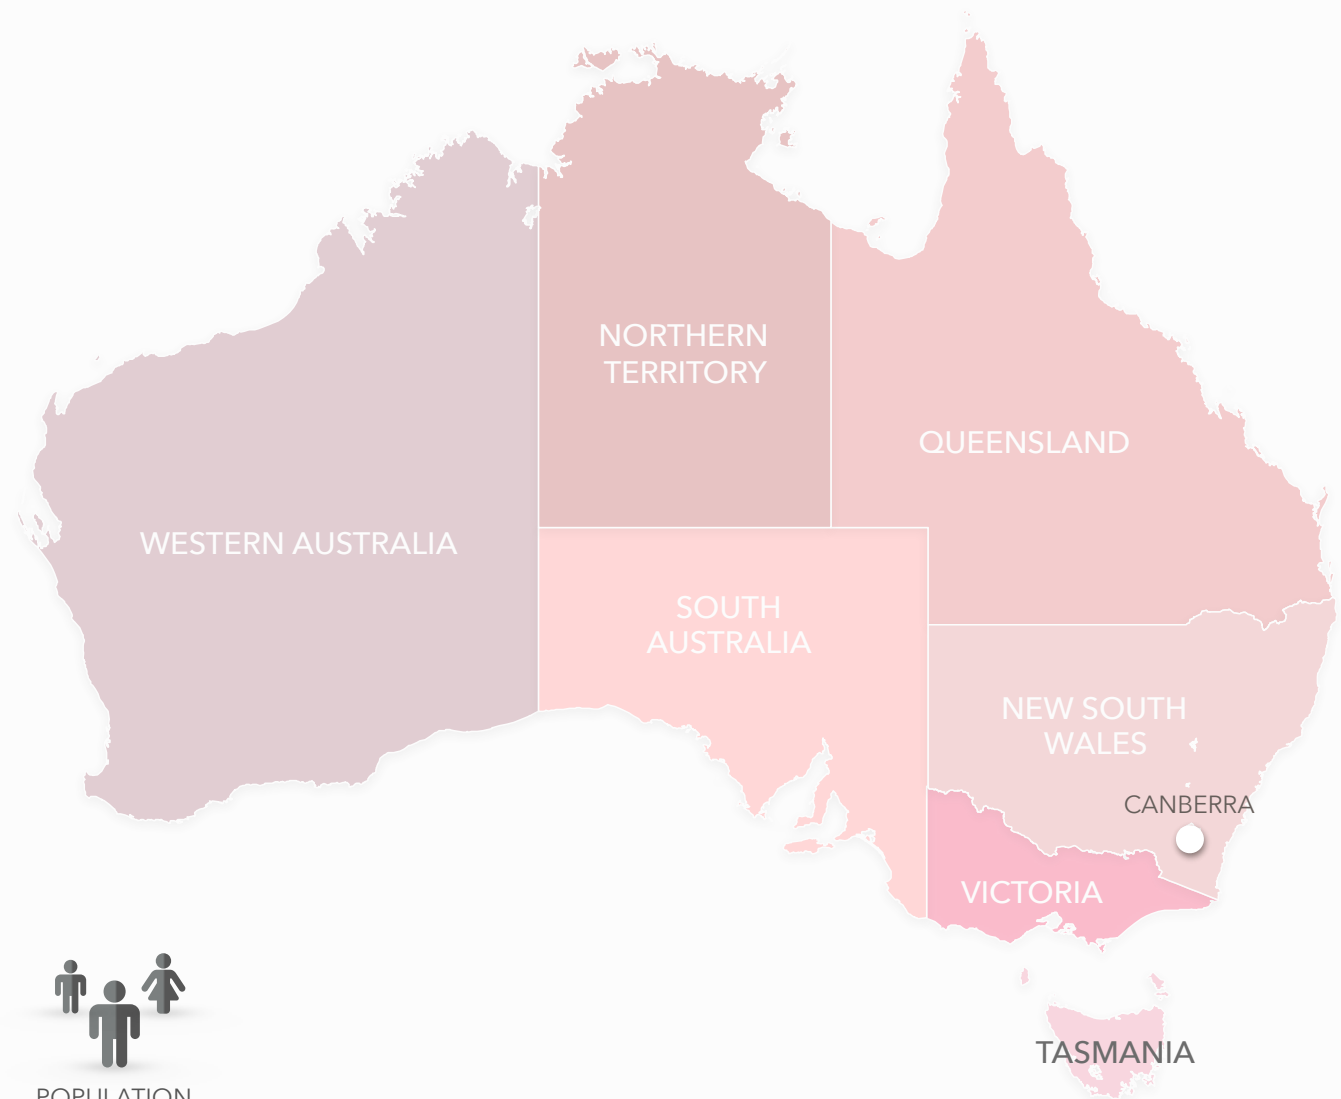 NORTHERN
TERRITORY
QUEENSLAND
WESTERN AUSTRALIA
SOUTH
AUSTRALIA
NEW SOUTH
WALES
CANBERRA
VICTORIA
TASMANIA
POPULATION